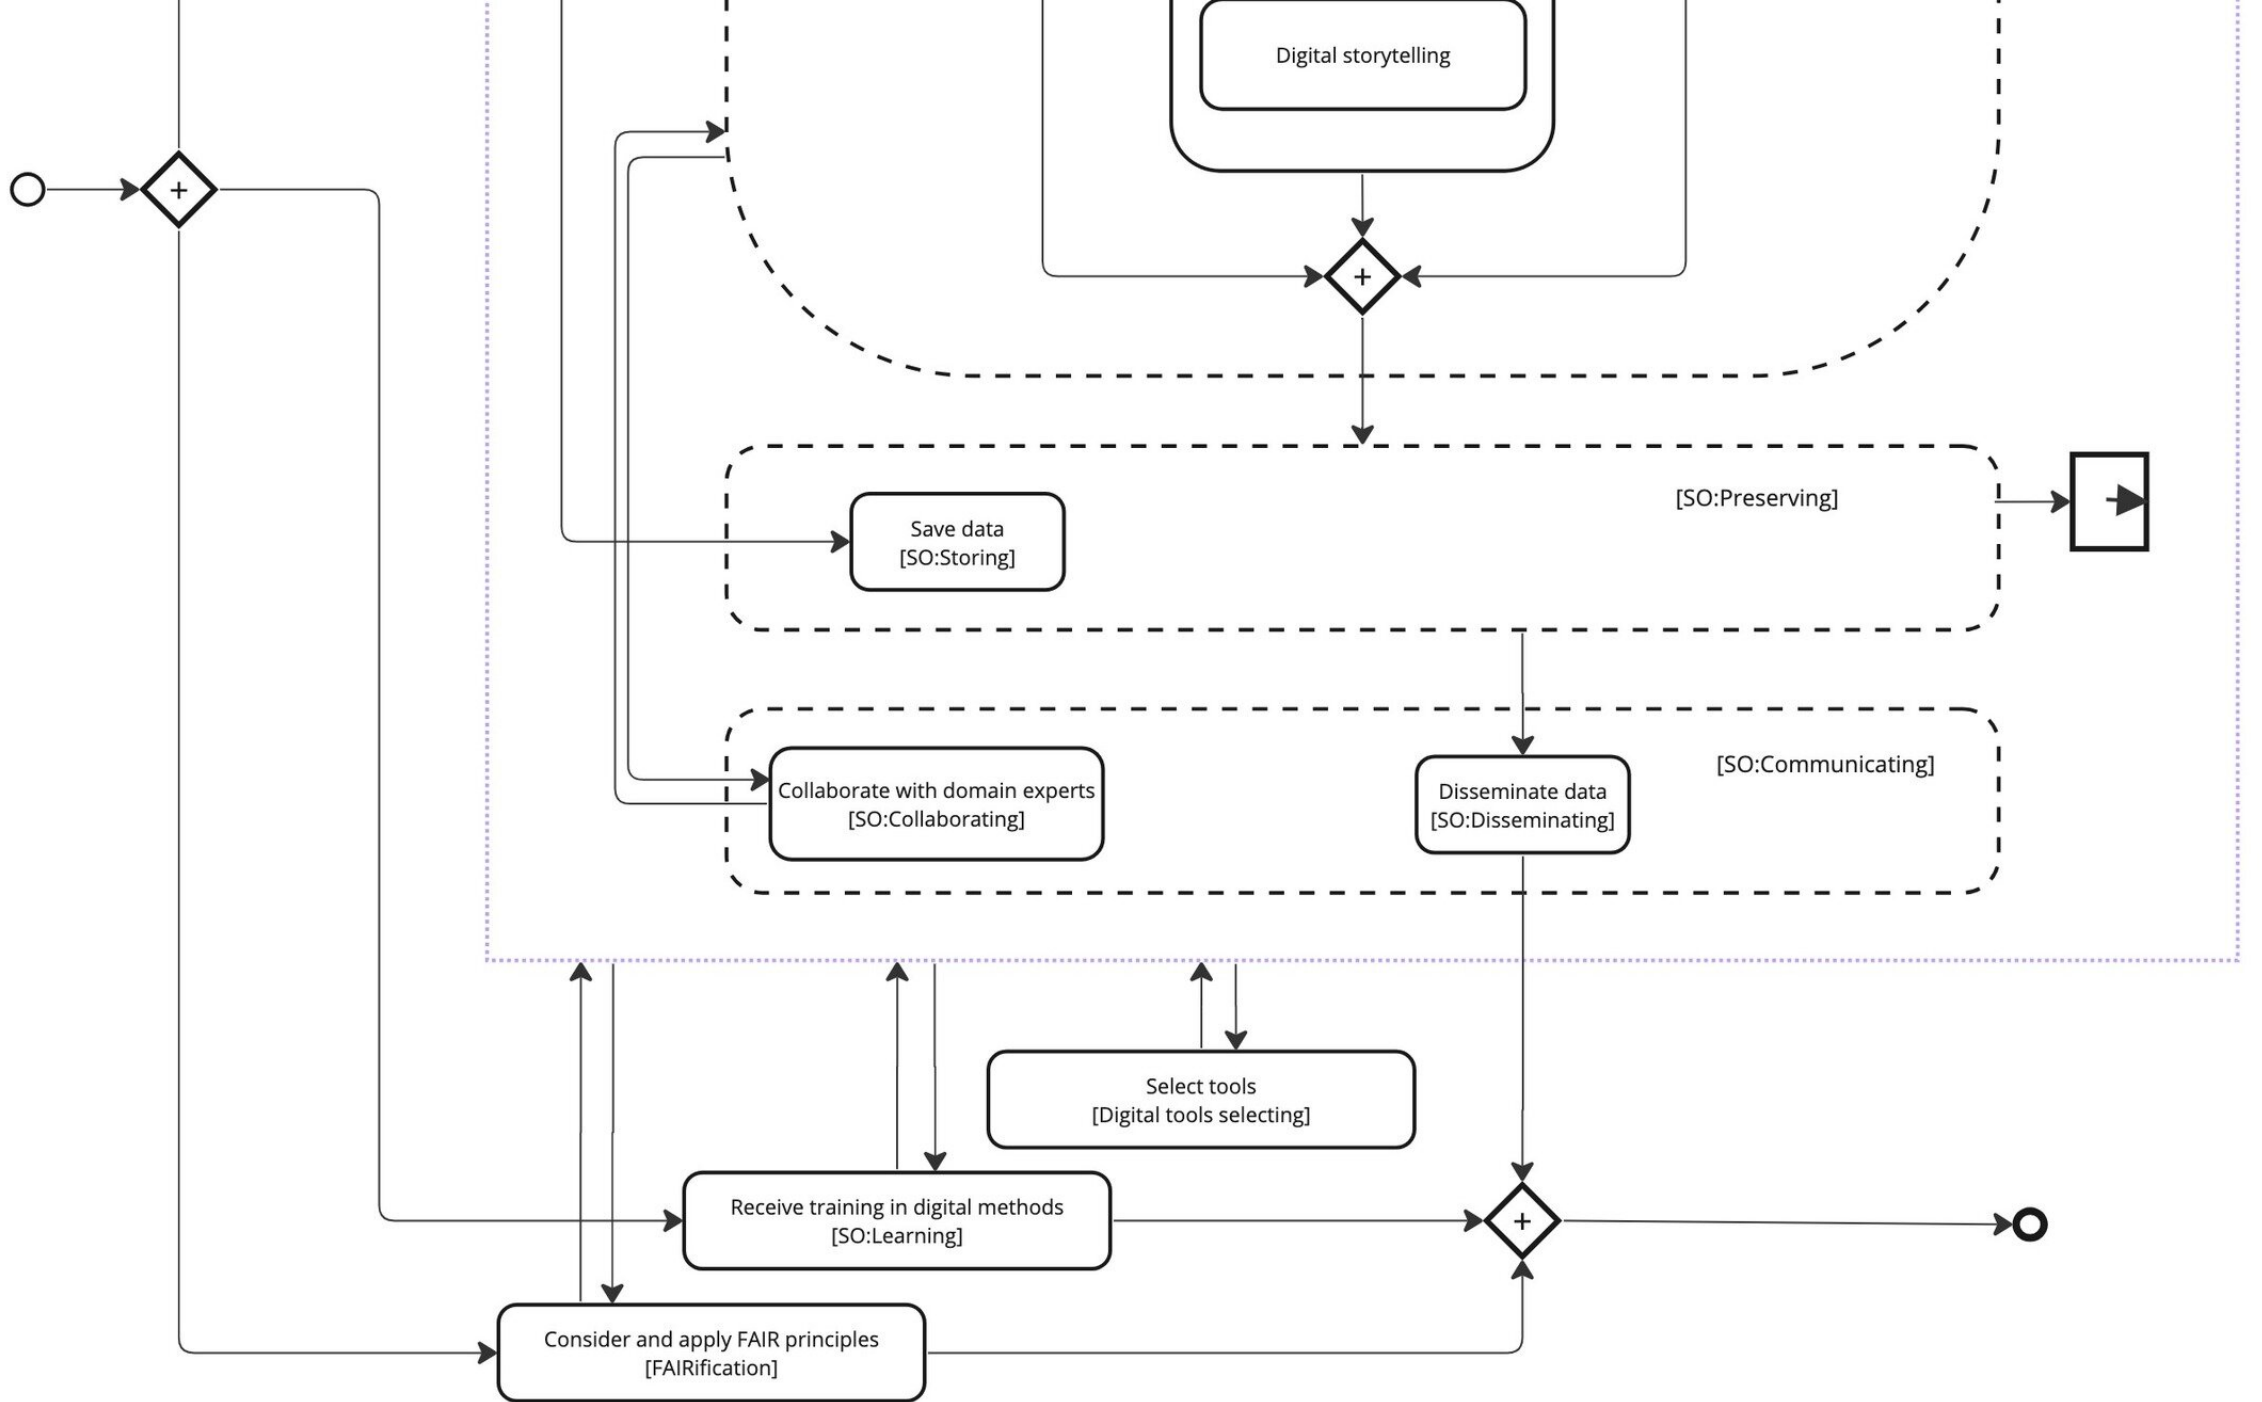 Digital storytelling
+
+
[SO:Preserving]
Save data
[SO:Storing]
[SO:Communicating]
Collaborate with domain experts
[SO:Collaborating]
Disseminate data
[SO:Disseminating]
Select tools
[Digital tools selecting]
Receive training in digital methods
[SO:Learning]
+
Consider and apply FAIR principles
[FAIRification]